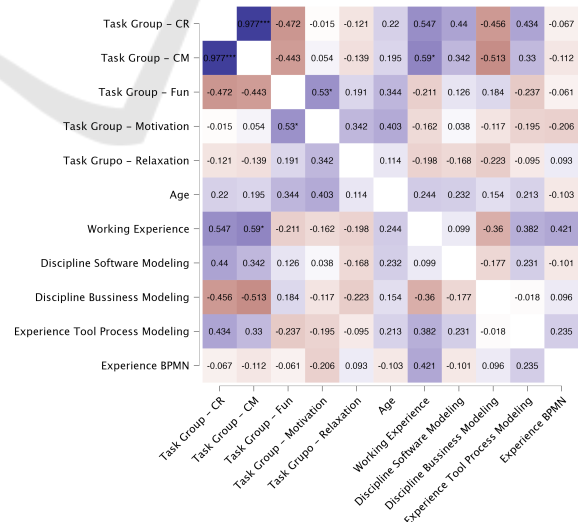 Task Group – CR 0.977*** -0.472 -0.015 -0.121 0.22 0.547 0.44 -0.456 0.434 -0.067
Task Group – CM 0.977*** -0.443 0.054 -0.139 0.195 0.59* 0.342 -0.513 0.33 -0.112
Task Group – Fun -0.472 -0.443 0.53* 0.191 0.344 -0.211 0.126 0.184 -0.237 -0.061
Task Group – Motivation -0.015 0.054 0.53* 0.342 0.403 -0.162 0.038 -0.117 -0.195 -0.206
Task Grupo – Relaxation -0.121 -0.139 0.191 0.342 0.114 -0.198 -0.168 -0.223 -0.095 0.093
Age 0.22 0.195 0.344 0.403 0.114 0.244 0.232 0.154 0.213 -0.103
Working Experience 0.547 0.59* -0.211 -0.162 -0.198 0.244 0.099 -0.36 0.382 0.421
Discipline Software Modeling 0.44 0.342 0.126 0.038 -0.168 0.232 0.099 -0.177 0.231 -0.101
Discipline Bussiness Modeling -0.456 -0.513 0.184 -0.117 -0.223 0.154 -0.36 -0.177 -0.018 0.096
Experience Tool Process Modeling 0.434 0.33 -0.237 -0.195 -0.095 0.213 0.382 0.231 -0.018 0.235
Experience BPMN -0.067 -0.112 -0.061 -0.206 0.093 -0.103 0.421 -0.101 0.096 0.235
Task Group – CR
Task Group – CM
Task Group – Fun
Task Group – Motivation
Task Grupo – Relaxation
Age
Working Experience
Discipline Software Modeling
Discipline Bussiness Modeling
Experience Tool Process Modeling
Experience BPMN